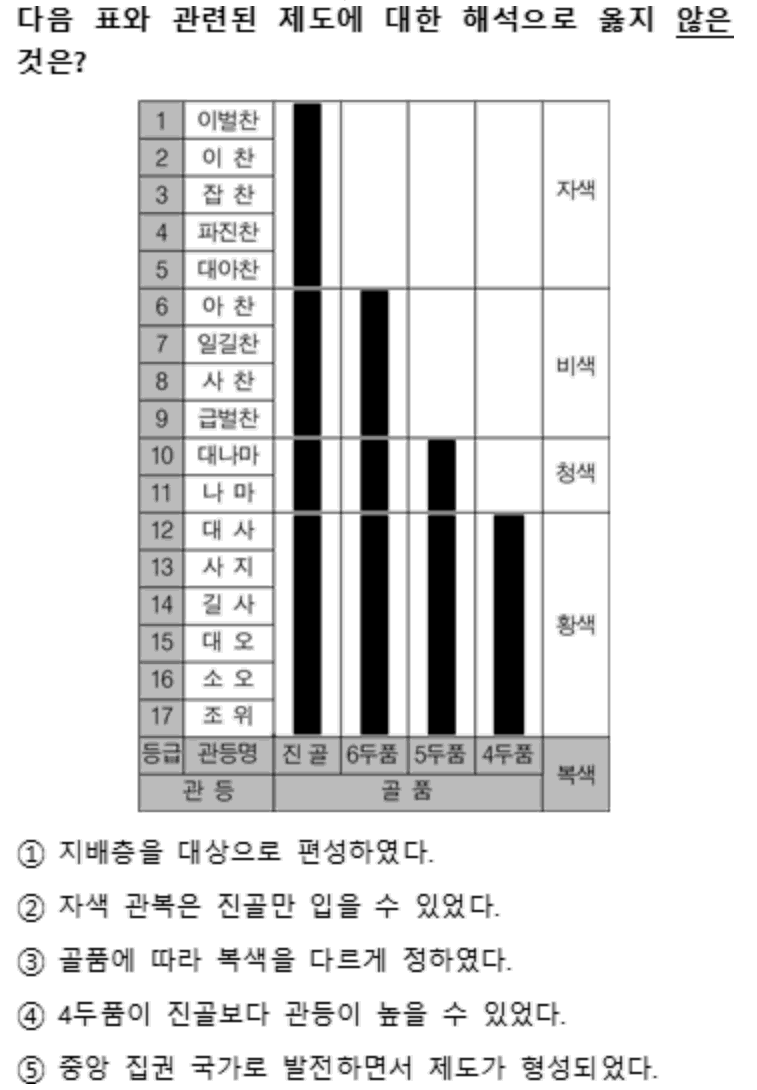 다음 표와 관련된 제도에 대한 해석으로 옳지 않은
것은?
1 이벌찬
2 이 찬
3 잡 찬 자색
4 파진찬
5 대아찬
6 아 찬
7 일길찬
8 사 찬 비색
9 급벌찬
10 대나마 청색
11 나 마
12 대 사
13 사 지
14 길 사
15 대 오 황색
16 소 오
17 조 위
등급 관등명 진 골 6두품 5두품 4두품 복색
관 등 골 품
① 지배층을 대상으로 편성하였다.
② 자색 관복은 진골만 입을 수 있었다.
③ 골품에 따라 복색을 다르게 정하였다.
④ 4두품이 진골보다 관등이 높을 수 있었다.
⑤ 중앙 집권 국가로 발전하면서 제도가 형성되었다.